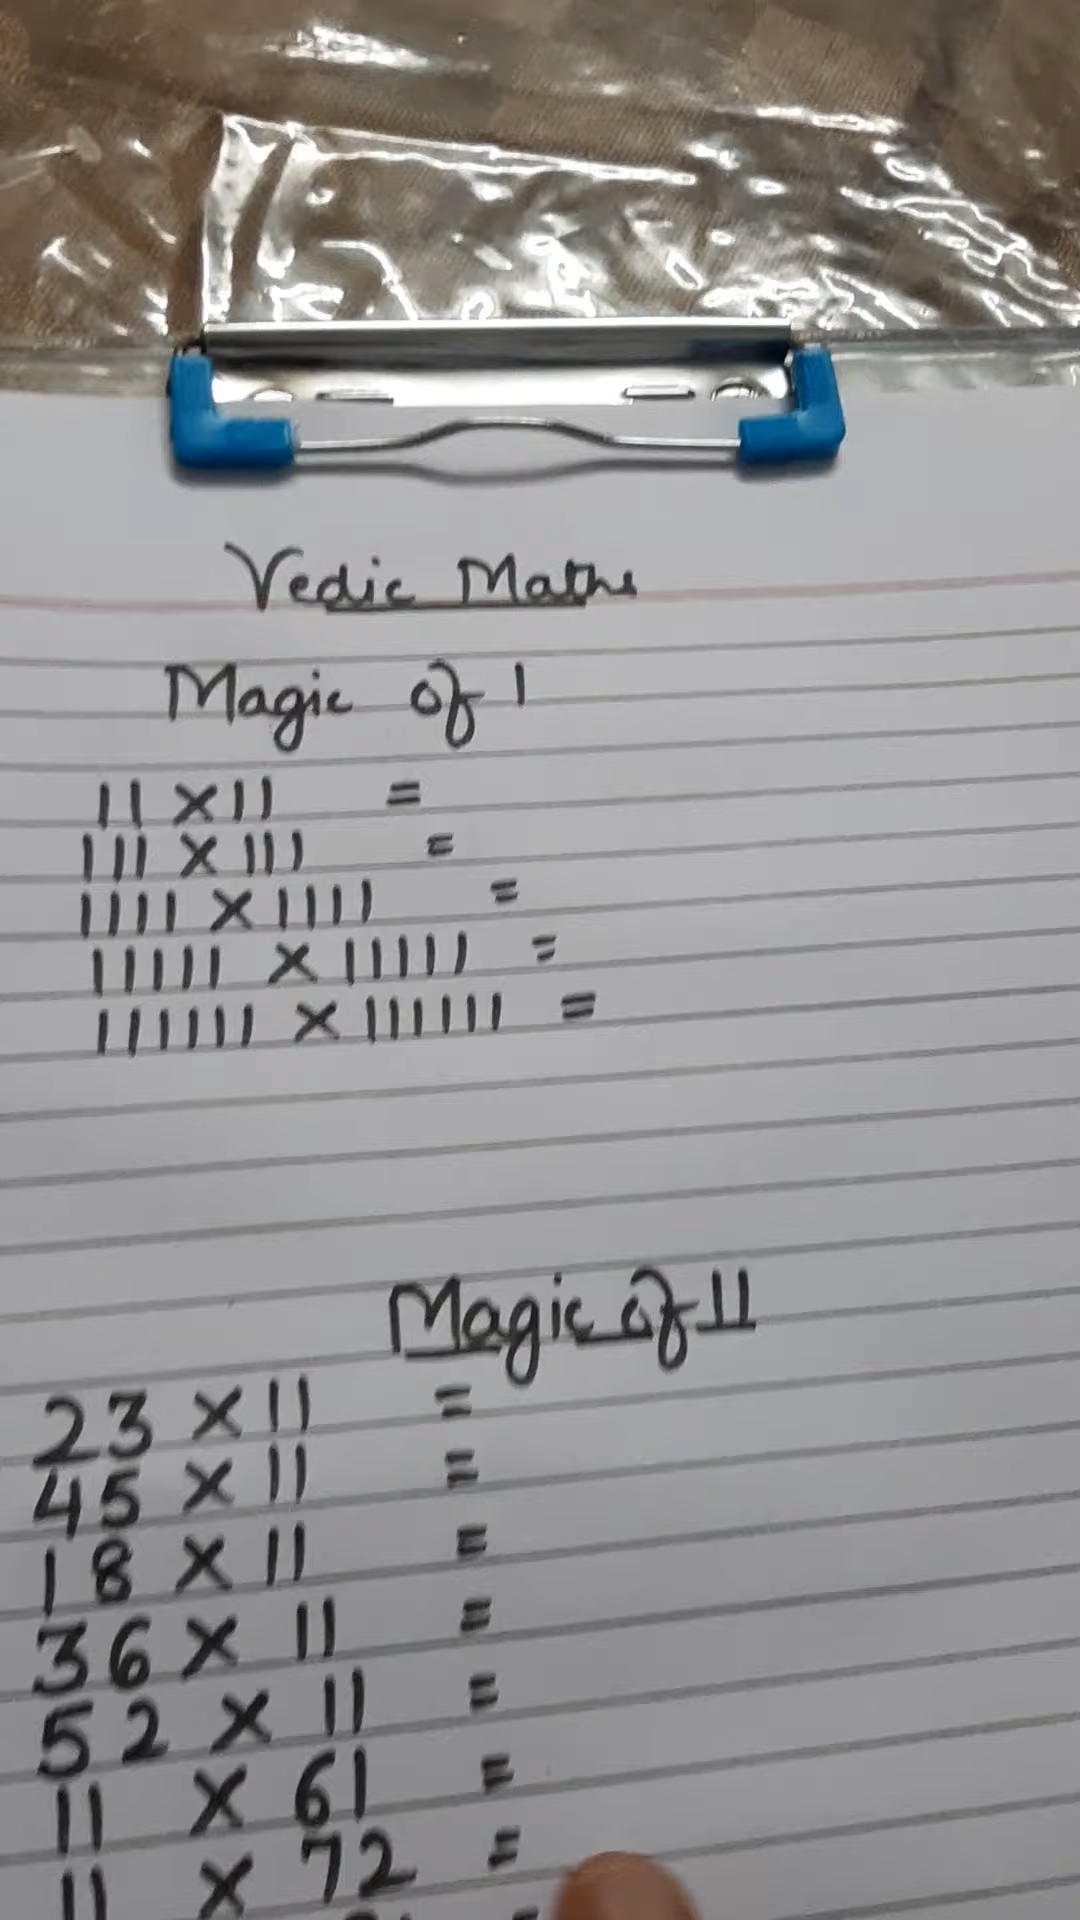 Vedic Maths
Magic of 1
11 X 11 =
111 X 111 =
1111 X 1111 =
11111 X 11111 =
111111 X 111111 =
Magic of 11
23 X 11 =
45 X 11 =
18 X 11 =
36 X 11 =
52 X 11 =
11 X 61 =
11 X 72 =